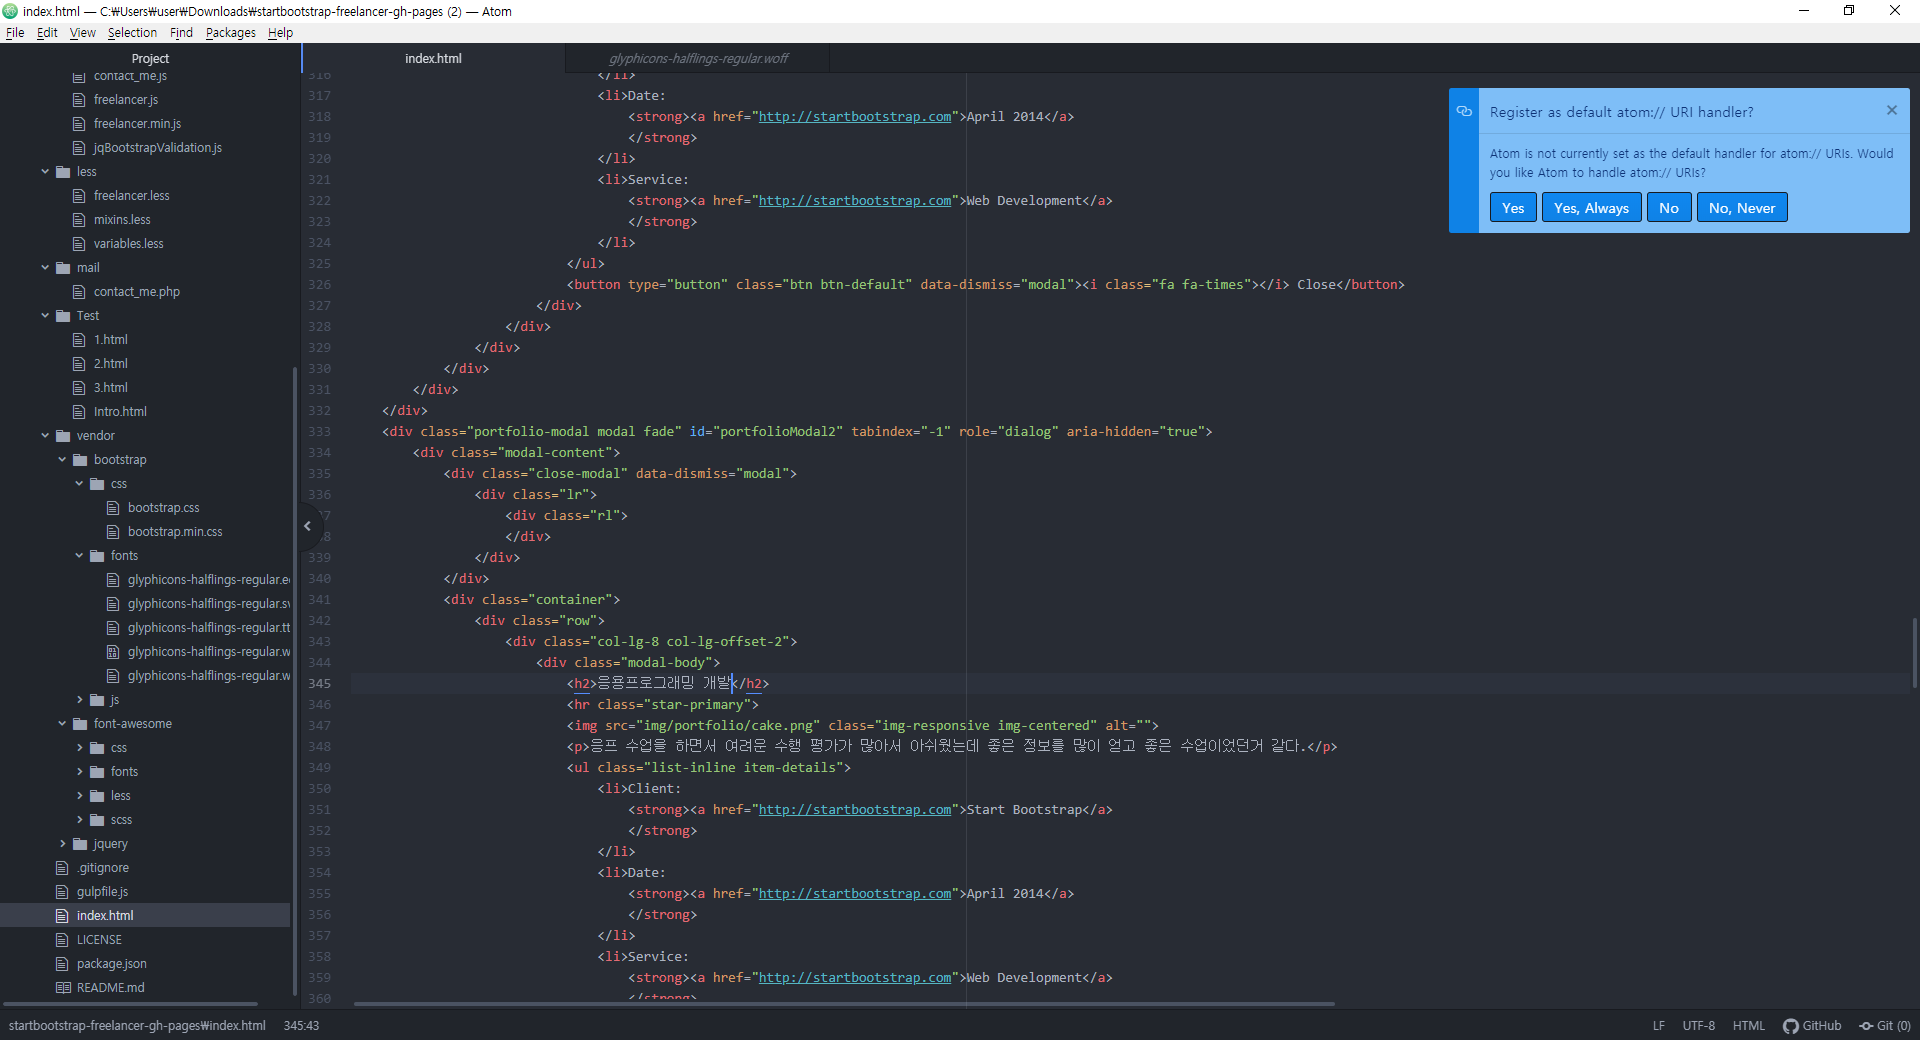 index.html — C:₩Users₩user₩Downloads₩startbootstrap-freelancer-gh-pages (2) — Atom
File Edit View Selection Find Packages Help
Project
contact_me.js
freelancer.js
freelancer.min.js
jqBootstrapValidation.js
less
freelancer.less
mixins.less
variables.less
mail
contact_me.php
Test
1.html
2.html
3.html
Intro.html
vendor
bootstrap
css
bootstrap.css
bootstrap.min.css
fonts
glyphicons-halflings-regular.e
glyphicons-halflings-regular.sv
glyphicons-halflings-regular.tt
glyphicons-halflings-regular.w
glyphicons-halflings-regular.w
js
font-awesome
css
fonts
less
scss
jquery
.gitignore
gulpfile.js
index.html
LICENSE
package.json
README.md
index.html glyphicons-halflings-regular.woff
316 </li>
317 <li>Date:
318 <strong><a href="http://startbootstrap.com">April 2014</a>
319 </strong>
320 </li>
321 <li>Service:
322 <strong><a href="http://startbootstrap.com">Web Development</a>
323 </strong>
324 </li>
325 </ul>
326 <button type="button" class="btn btn-default" data-dismiss="modal"><i class="fa fa-times"></i> Close</button>
327 </div>
328 </div>
329 </div>
330 </div>
331 </div>
332 </div>
333 <div class="portfolio-modal modal fade" id="portfolioModal2" tabindex="-1" role="dialog" aria-hidden="true">
334 <div class="modal-content">
335 <div class="close-modal" data-dismiss="modal">
336 <div class="lr">
7 <div class="rl">
8 </div>
339 </div>
340 </div>
341 <div class="container">
342 <div class="row">
343 <div class="col-lg-8 col-lg-offset-2">
344 <div class="modal-body">
345 <h2>응용프로그래밍 개발</h2>
346 <hr class="star-primary">
347 <img src="img/portfolio/cake.png" class="img-responsive img-centered" alt="">
348 <p>응프 수업을 하면서 여러운 수행 평가가 많아서 아쉬웠는데 좋은 정보를 많이 얻고 좋은 수업이었던거 같다.</p>
349 <ul class="list-inline item-details">
350 <li>Client:
351 <strong><a href="http://startbootstrap.com">Start Bootstrap</a>
352 </strong>
353 </li>
354 <li>Date:
355 <strong><a href="http://startbootstrap.com">April 2014</a>
356 </strong>
357 </li>
358 <li>Service:
359 <strong><a href="http://startbootstrap.com">Web Development</a>
360 </strong>
Register as default atom:// URI handler?
Atom is not currently set as the default handler for atom:// URIs. Would
you like Atom to handle atom:// URIs?
Yes Yes, Always No No, Never
startbootstrap-freelancer-gh-pages₩index.html 345:43 LF UTF-8 HTML GitHub Git (0)